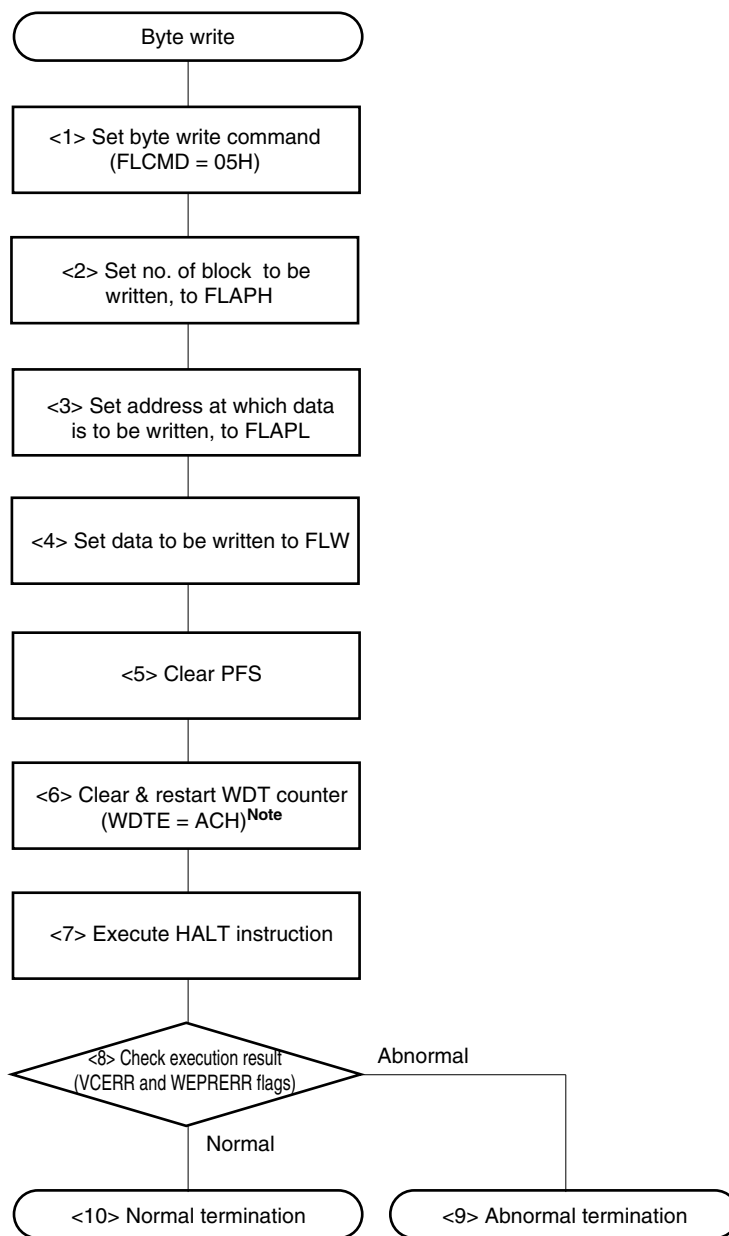 Byte write
<1> Set byte write command
(FLCMD = 05H)
<2> Set no. of block to be
written, to FLAPH
<3> Set address at which data
is to be written, to FLAPL
<4> Set data to be written to FLW
<5> Clear PFS
<6> Clear & restart WDT counter
(WDTE = ACH)Note
<7> Execute HALT instruction
<8> Check execution result
(VCERR and WEPRERR flags)
Abnormal
Normal
<10> Normal termination
<9> Abnormal termination